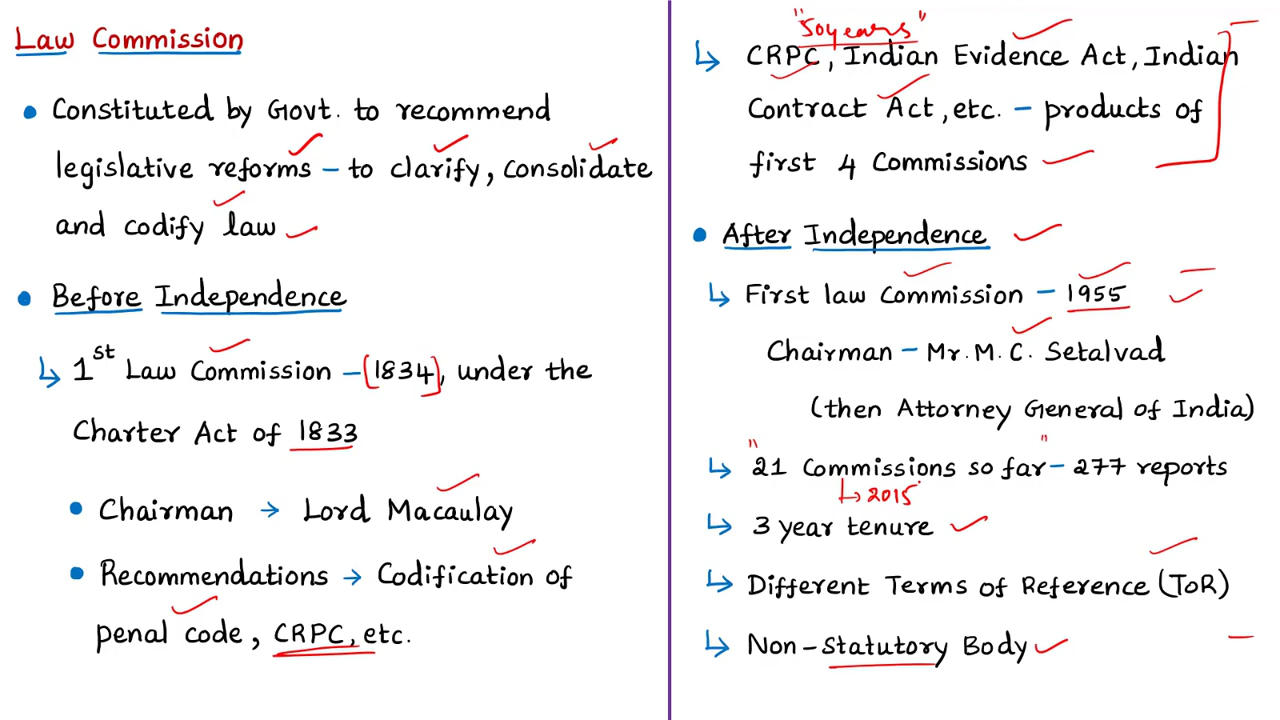 Law Commission
• Constituted by Govt. to recommend
legislative reforms – to clarify, consolidate
and codify law
• Before Independence
↳ 1st Law Commission – [1834], under the
Charter Act of 1833
• Chairman → Lord Macaulay
• Recommendations → Codification of
penal code, CRPC, etc.
"50 years"
↳ CRPC, Indian Evidence Act, Indian
Contract Act, etc. – products of
first 4 Commissions
• After Independence
↳ First law Commission – 1955
Chairman – Mr. M. C. Setalvad
(then Attorney General of India)
↳ "21 Commissions so far" – 277 reports
↳ 2015
↳ 3 year tenure
↳ Different Terms of Reference (ToR)
↳ Non-Statutory Body